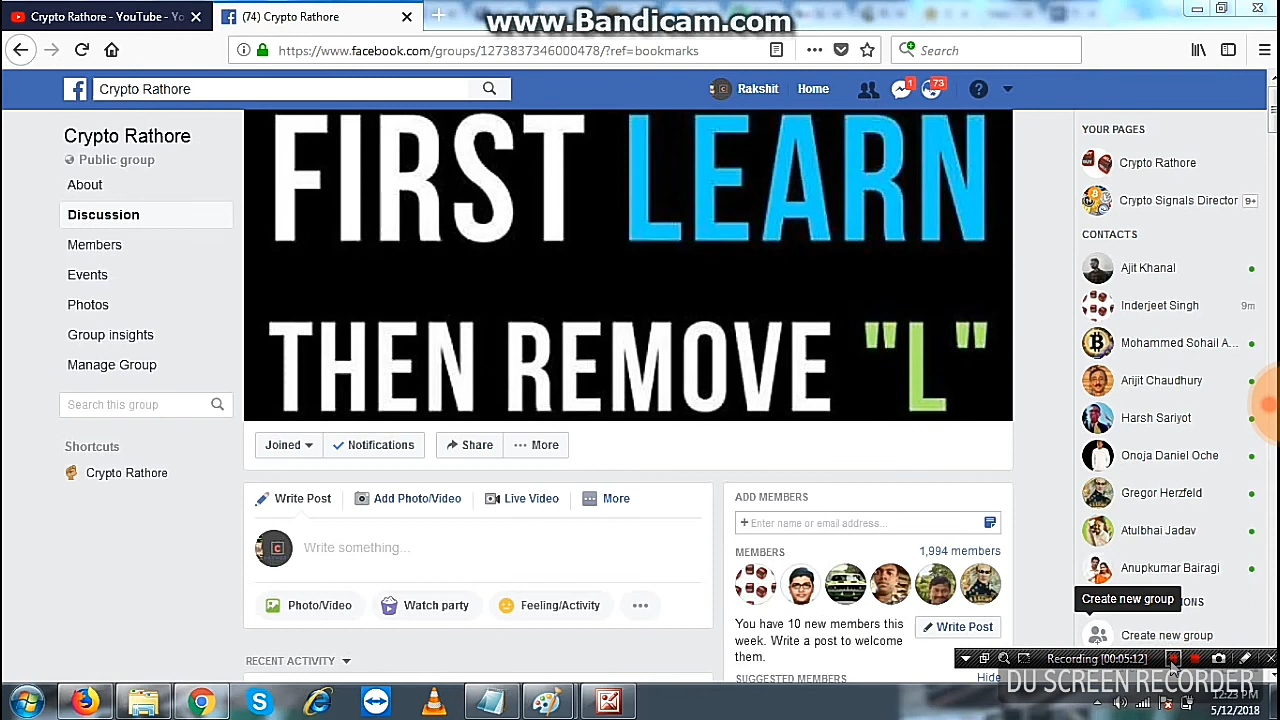 www.Bandicam.com
Crypto Rathore - YouTube - Yo
(74) Crypto Rathore
https://www.facebook.com/groups/1273837346000478/?ref=bookmarks
Search
Crypto Rathore
Rakshit
Home
1
73
Crypto Rathore
Public group
About
Discussion
Members
Events
Photos
Group insights
Manage Group
Search this group
Shortcuts
Crypto Rathore
FIRST LEARN
THEN REMOVE "L"
Joined
Notifications
Share
More
Write Post
Add Photo/Video
Live Video
More
Write something...
Photo/Video
Watch party
Feeling/Activity
RECENT ACTIVITY
ADD MEMBERS
+ Enter name or email address...
MEMBERS
1,994 members
You have 10 new members this
week. Write a post to welcome
them.
Write Post
SUGGESTED MEMBERS
Hide
YOUR PAGES
Crypto Rathore
Crypto Signals Director
9+
CONTACTS
Ajit Khanal
Inderjeet Singh
9m
Mohammed Sohail A...
Arijit Chaudhury
Harsh Sariyot
Onoja Daniel Oche
Gregor Herzfeld
Atulbhai Jadav
Anupkumar Bairagi
Create new group
Create new group
Recording [00:05:12]
DU SCREEN RECORDER
12:23 PM
5/12/2018